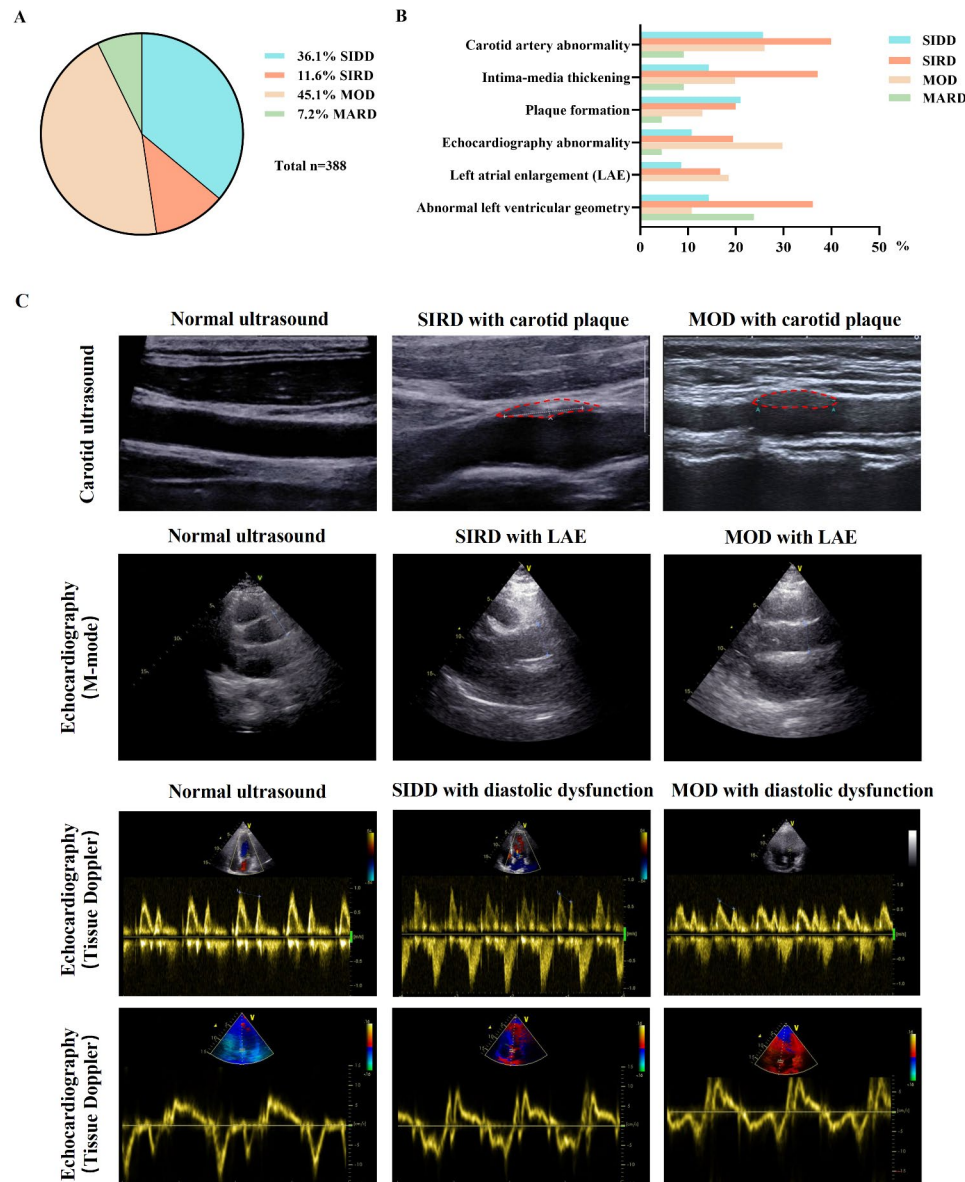 A
36.1% SIDD
11.6% SIRD
45.1% MOD
7.2% MARD
Total n=388
B
Carotid artery abnormality
Intima-media thickening
Plaque formation
Echocardiography abnormality
Left atrial enlargement (LAE)
Abnormal left ventricular geometry
0 10 20 30 40 50 %
SIDD
SIRD
MOD
MARD
C
Normal ultrasound
SIRD with carotid plaque
MOD with carotid plaque
Carotid ultrasound
Normal ultrasound
SIRD with LAE
MOD with LAE
Echocardiography
(M-mode)
Normal ultrasound
SIDD with diastolic dysfunction
MOD with diastolic dysfunction
Echocardiography
(Tissue Doppler)
Echocardiography
(Tissue Doppler)